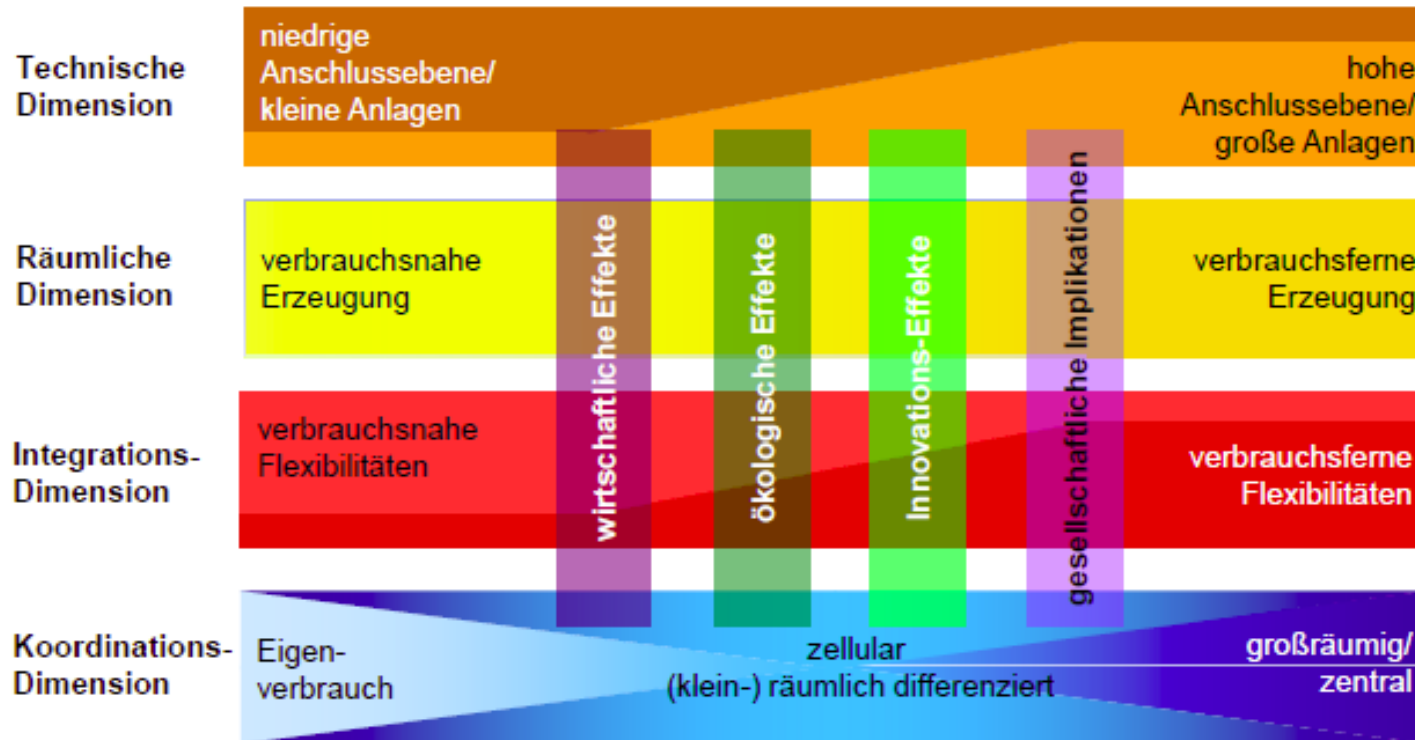 Technische
Dimension
niedrige
Anschlussebene/
kleine Anlagen
hohe
Anschlussebene/
große Anlagen
Räumliche
Dimension
verbrauchsnahe
Erzeugung
verbrauchsferne
Erzeugung
Integrations-
Dimension
verbrauchsnahe
Flexibilitäten
verbrauchsferne
Flexibilitäten
Koordinations-
Dimension
Eigen-
verbrauch
zellular
(klein-) räumlich differenziert
großräumig/
zentral
wirtschaftliche Effekte
ökologische Effekte
Innovations-Effekte
gesellschaftliche Implikationen